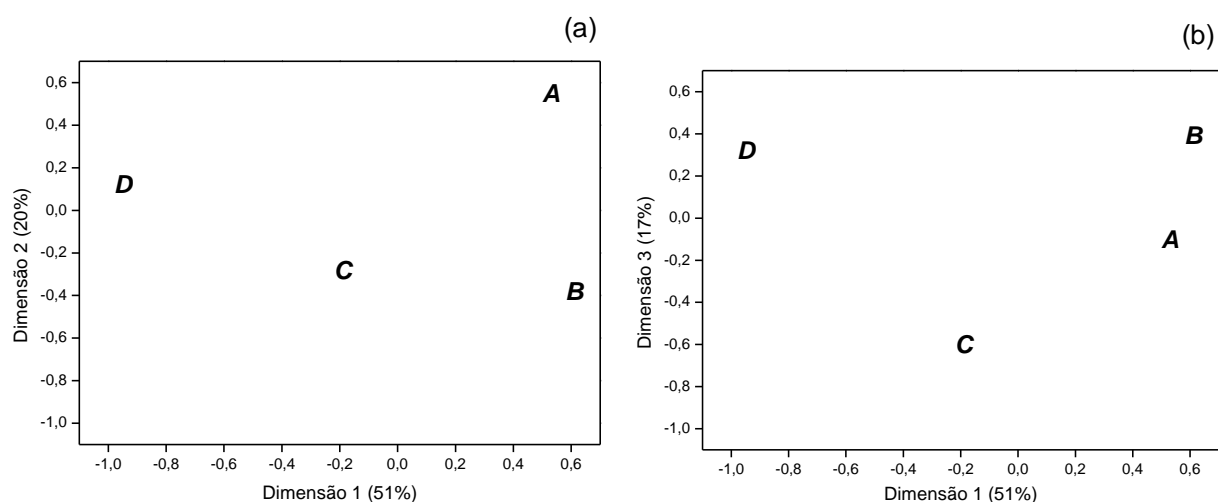 (a)
0,6
0,4
0,2
0,0
-0,2
-0,4
-0,6
-0,8
-1,0
Dimensão 2 (20%)
A
D
C
B
-1,0 -0,8 -0,6 -0,4 -0,2 0,0 0,2 0,4 0,6
Dimensão 1 (51%)
(b)
0,6
0,4
0,2
0,0
-0,2
-0,4
-0,6
-0,8
-1,0
Dimensão 3 (17%)
B
D
A
C
-1,0 -0,8 -0,6 -0,4 -0,2 0,0 0,2 0,4 0,6
Dimensão 1 (51%)